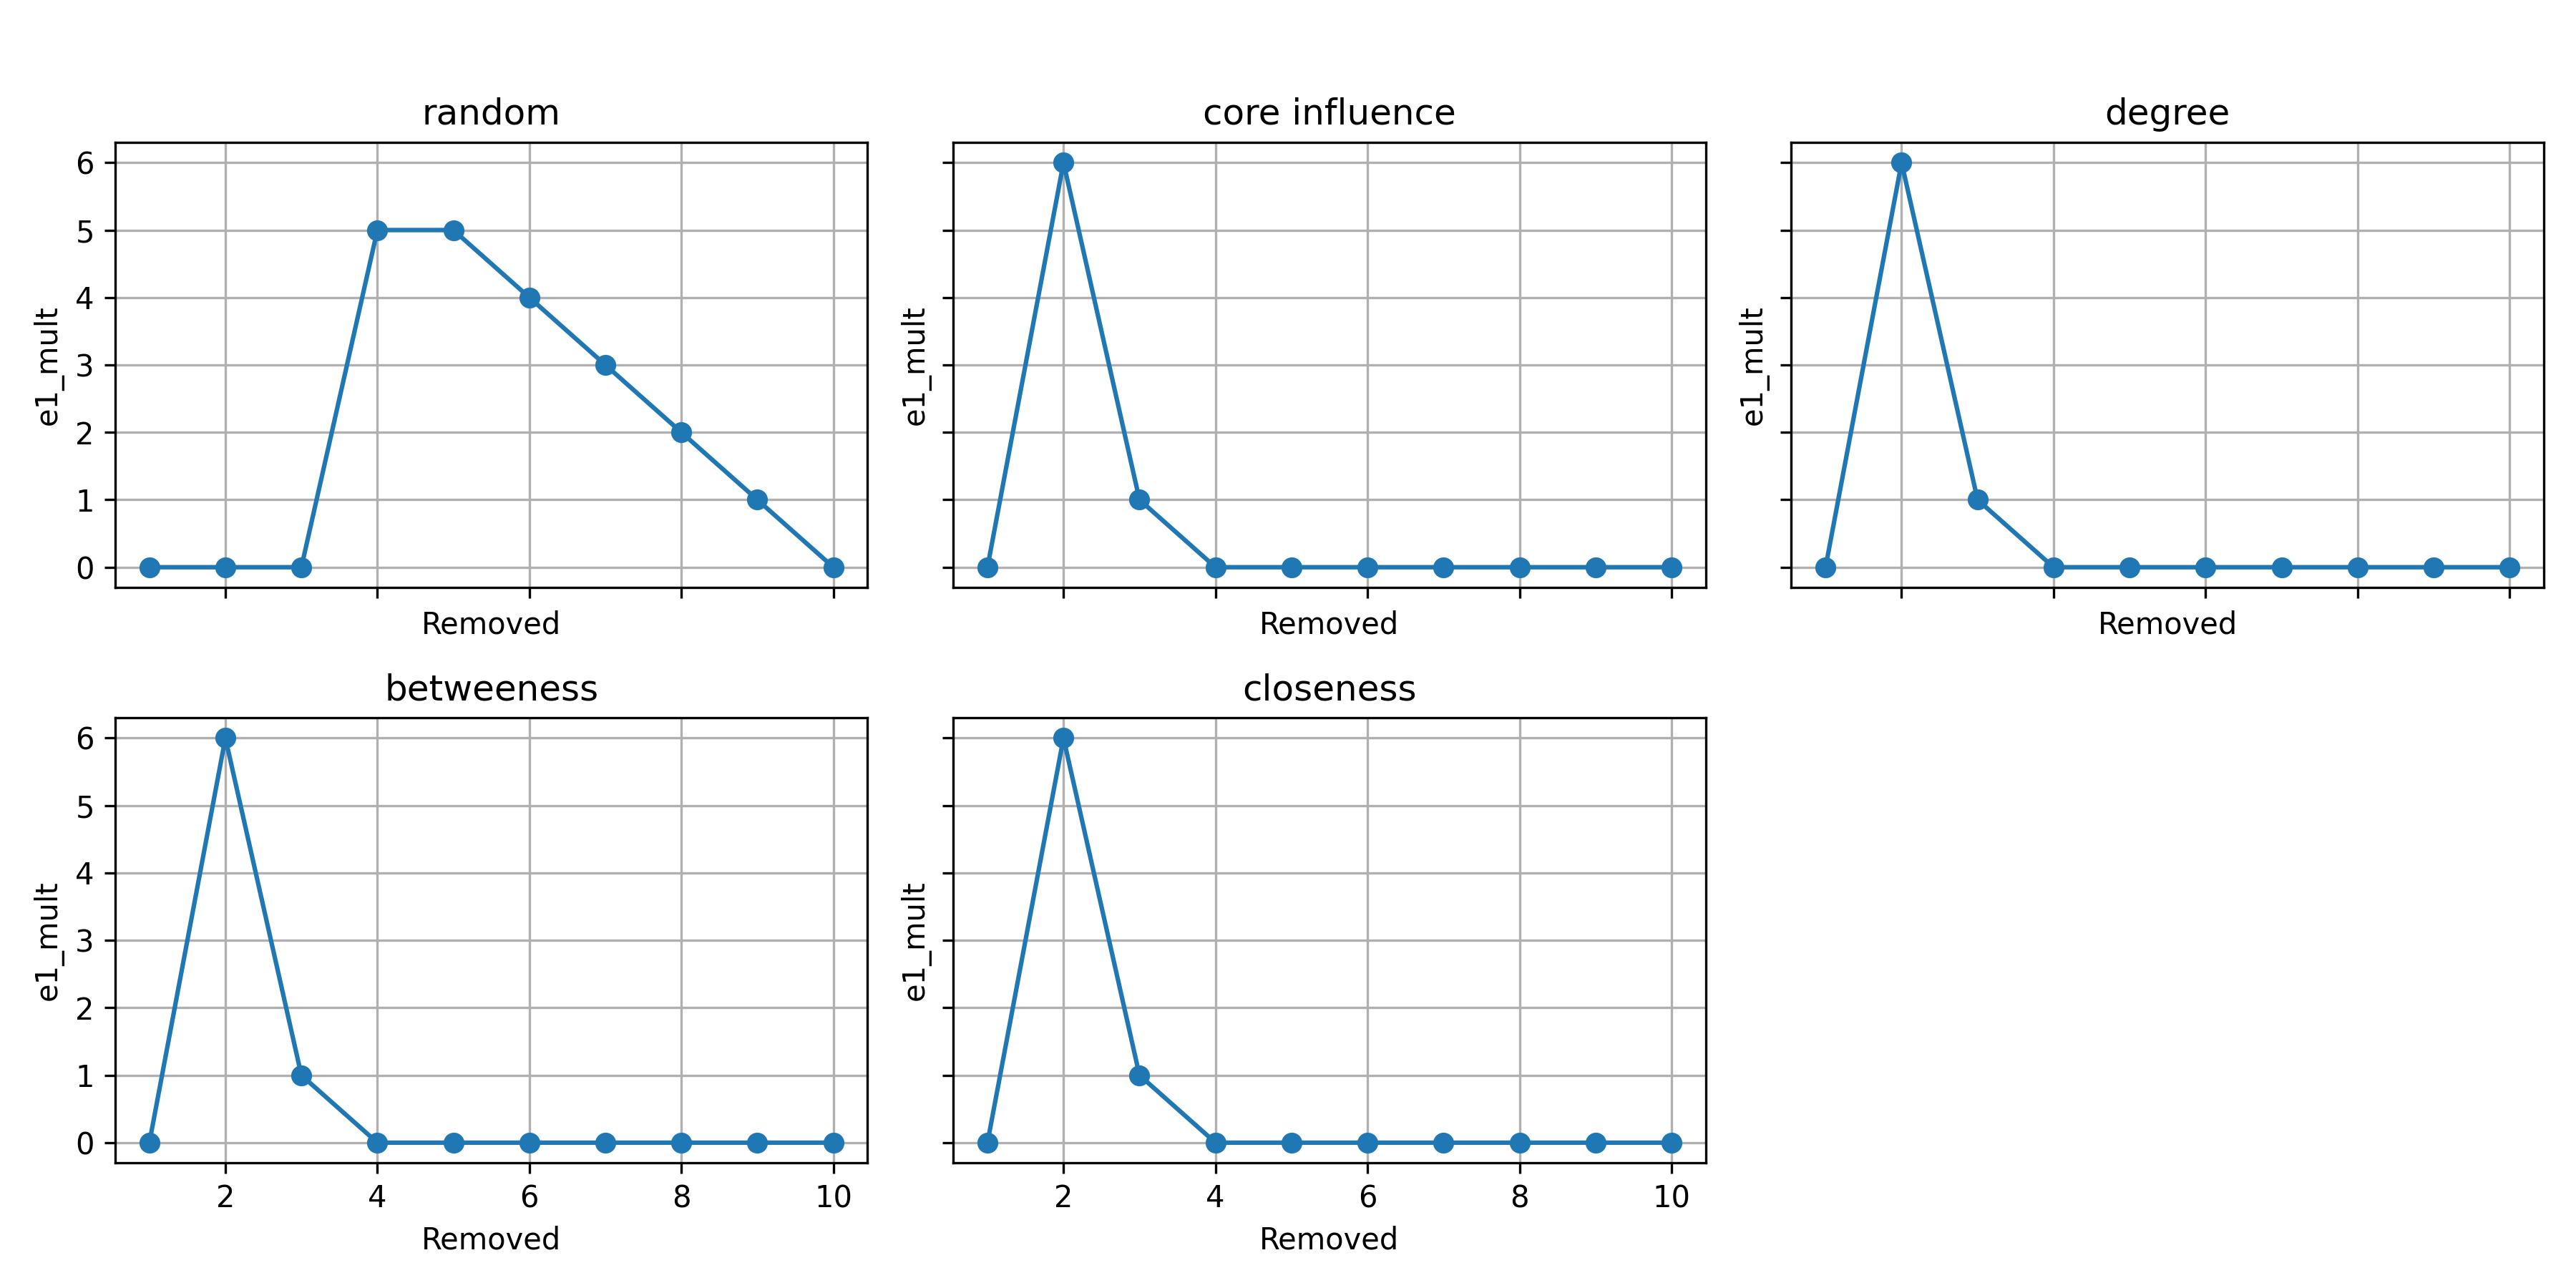 random
core influence
degree
6
5
4
3
2
1
0
e1_mult
e1_mult
e1_mult
Removed
Removed
Removed
betweeness
closeness
6
5
4
3
2
1
0
e1_mult
e1_mult
2 4 6 8 10
2 4 6 8 10
Removed
Removed